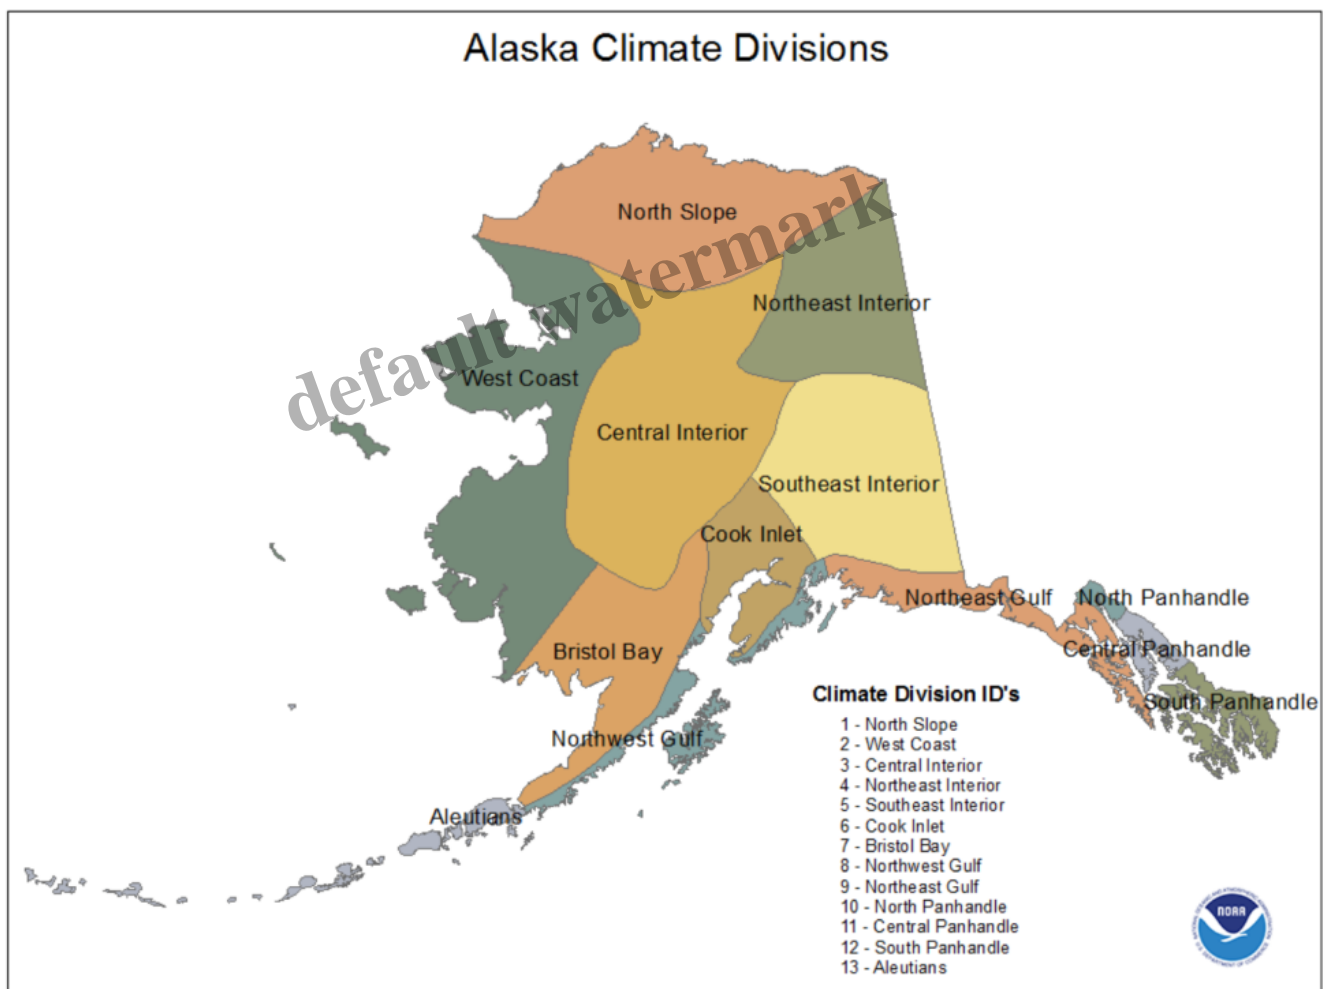 Alaska Climate Divisions
North Slope
default watermark
Northeast Interior
West Coast
Central Interior
Southeast Interior
Cook Inlet
Northeast Gulf
North Panhandle
Bristol Bay
Central Panhandle
South Panhandle
Northwest Gulf
Aleutians
Climate Division ID's
1 - North Slope
2 - West Coast
3 - Central Interior
4 - Northeast Interior
5 - Southeast Interior
6 - Cook Inlet
7 - Bristol Bay
8 - Northwest Gulf
9 - Northeast Gulf
10 - North Panhandle
11 - Central Panhandle
12 - South Panhandle
13 - Aleutians
NOAA